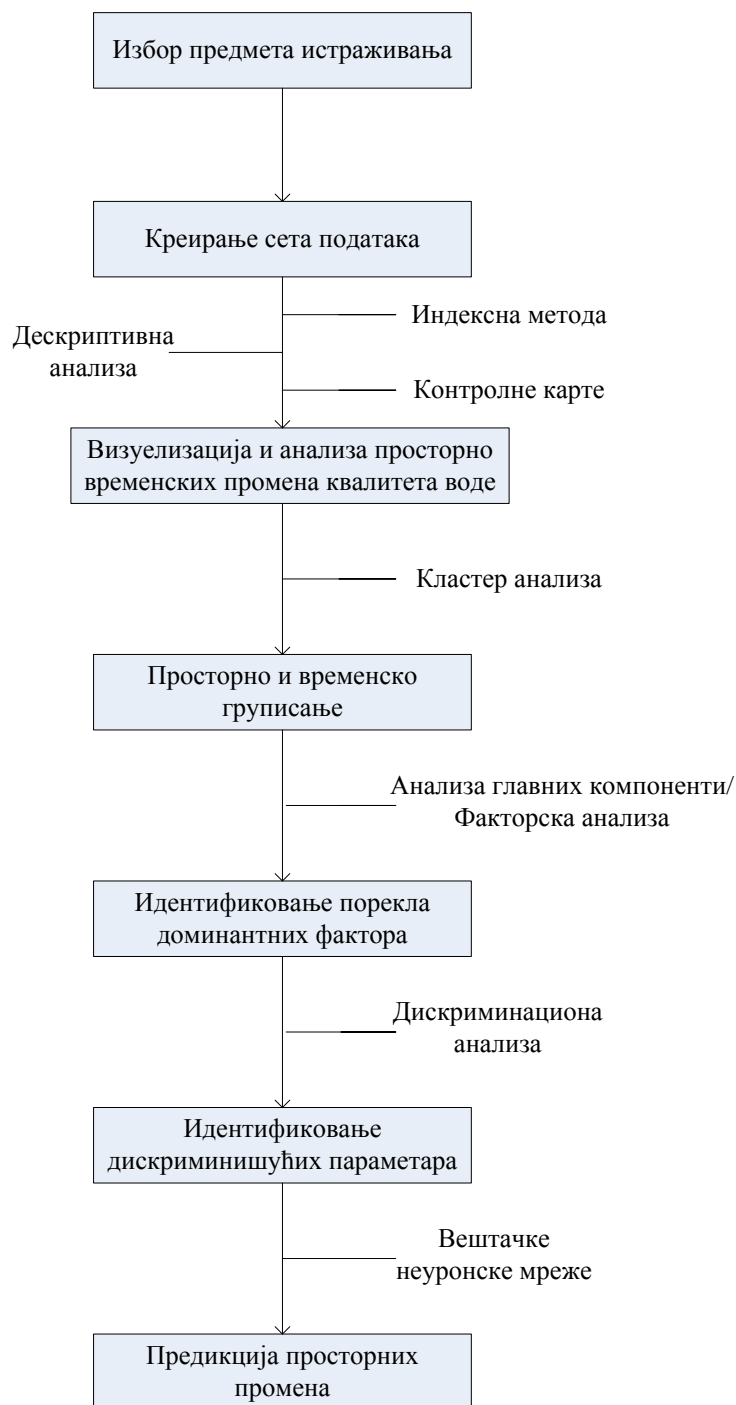 Избор предмета истраживања
Креирање сета података
Индексна метода
Дескриптивна
анализа
Контролне карте
Визуелизација и анализа просторно
временских промена квалитета воде
Кластер анализа
Просторно и временско
груписање
Анализа главних компоненти/
Факторска анализа
Идентификовање порекла
доминантних фактора
Дискриминациона
анализа
Идентификовање
дискриминишућих параметара
Вештачке
неуронске мреже
Предикција просторних
промена